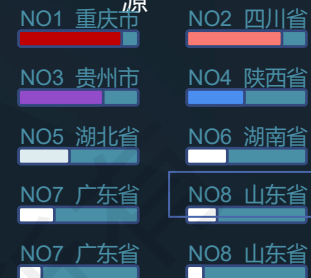 源
NO1 重庆市 NO2 四川省
NO3 贵州市 NO4 陕西省
NO5 湖北省 NO6 湖南省
NO7 广东省 NO8 山东省
NO7 广东省 NO8 山东省